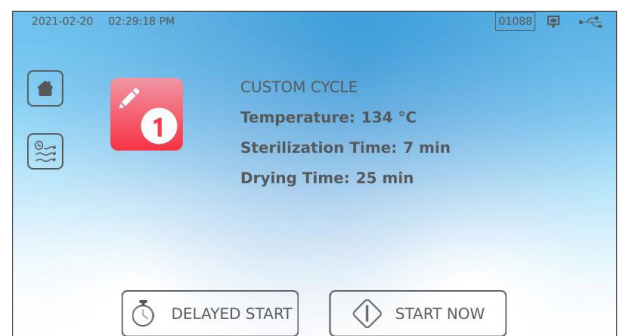 2021-02-20 02:29:18 PM 01088
CUSTOM CYCLE
1
Temperature: 134 °C
Sterilization Time: 7 min
Drying Time: 25 min
DELAYED START START NOW